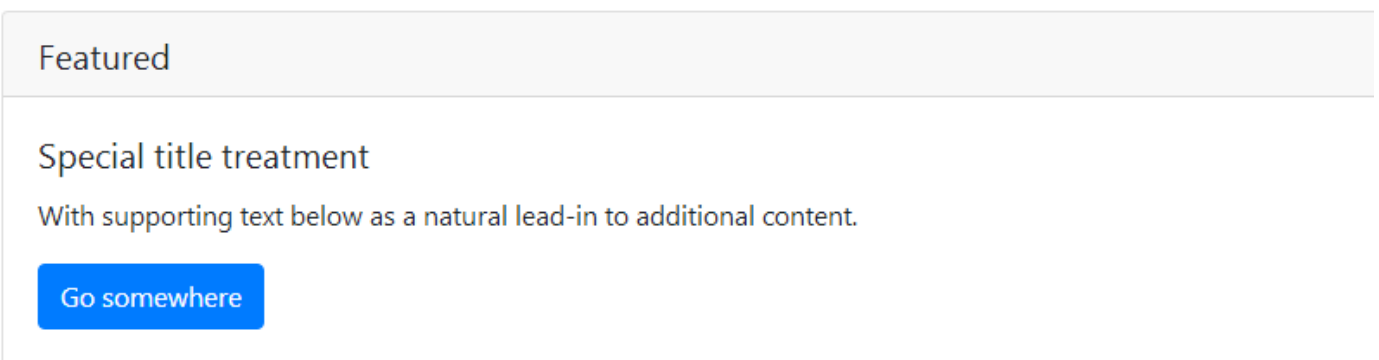 Featured
Special title treatment
With supporting text below as a natural lead-in to additional content.
Go somewhere